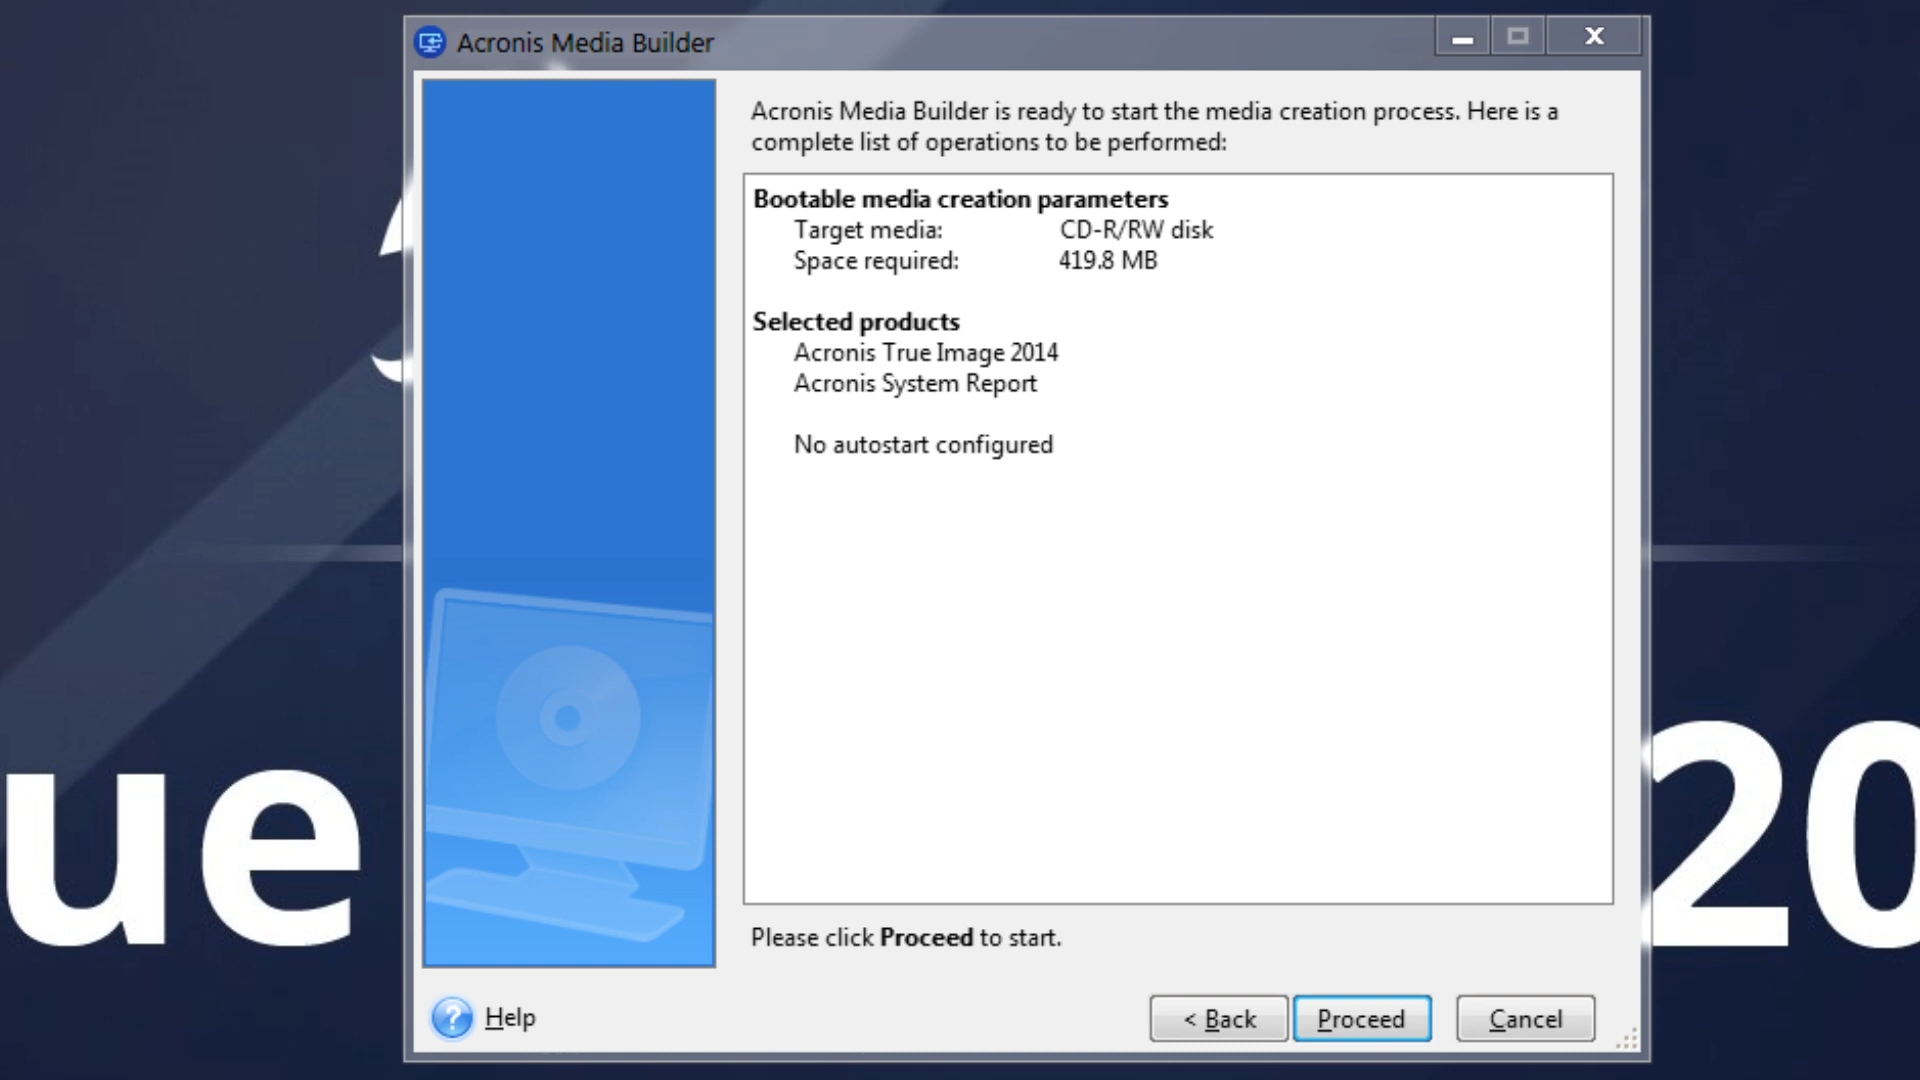 Acronis Media Builder
Acronis Media Builder is ready to start the media creation process. Here is a
complete list of operations to be performed:
Bootable media creation parameters
Target media: CD-R/RW disk
Space required: 419.8 MB
Selected products
Acronis True Image 2014
Acronis System Report
No autostart configured
ue 20
Please click Proceed to start.
? Help
< Back Proceed Cancel